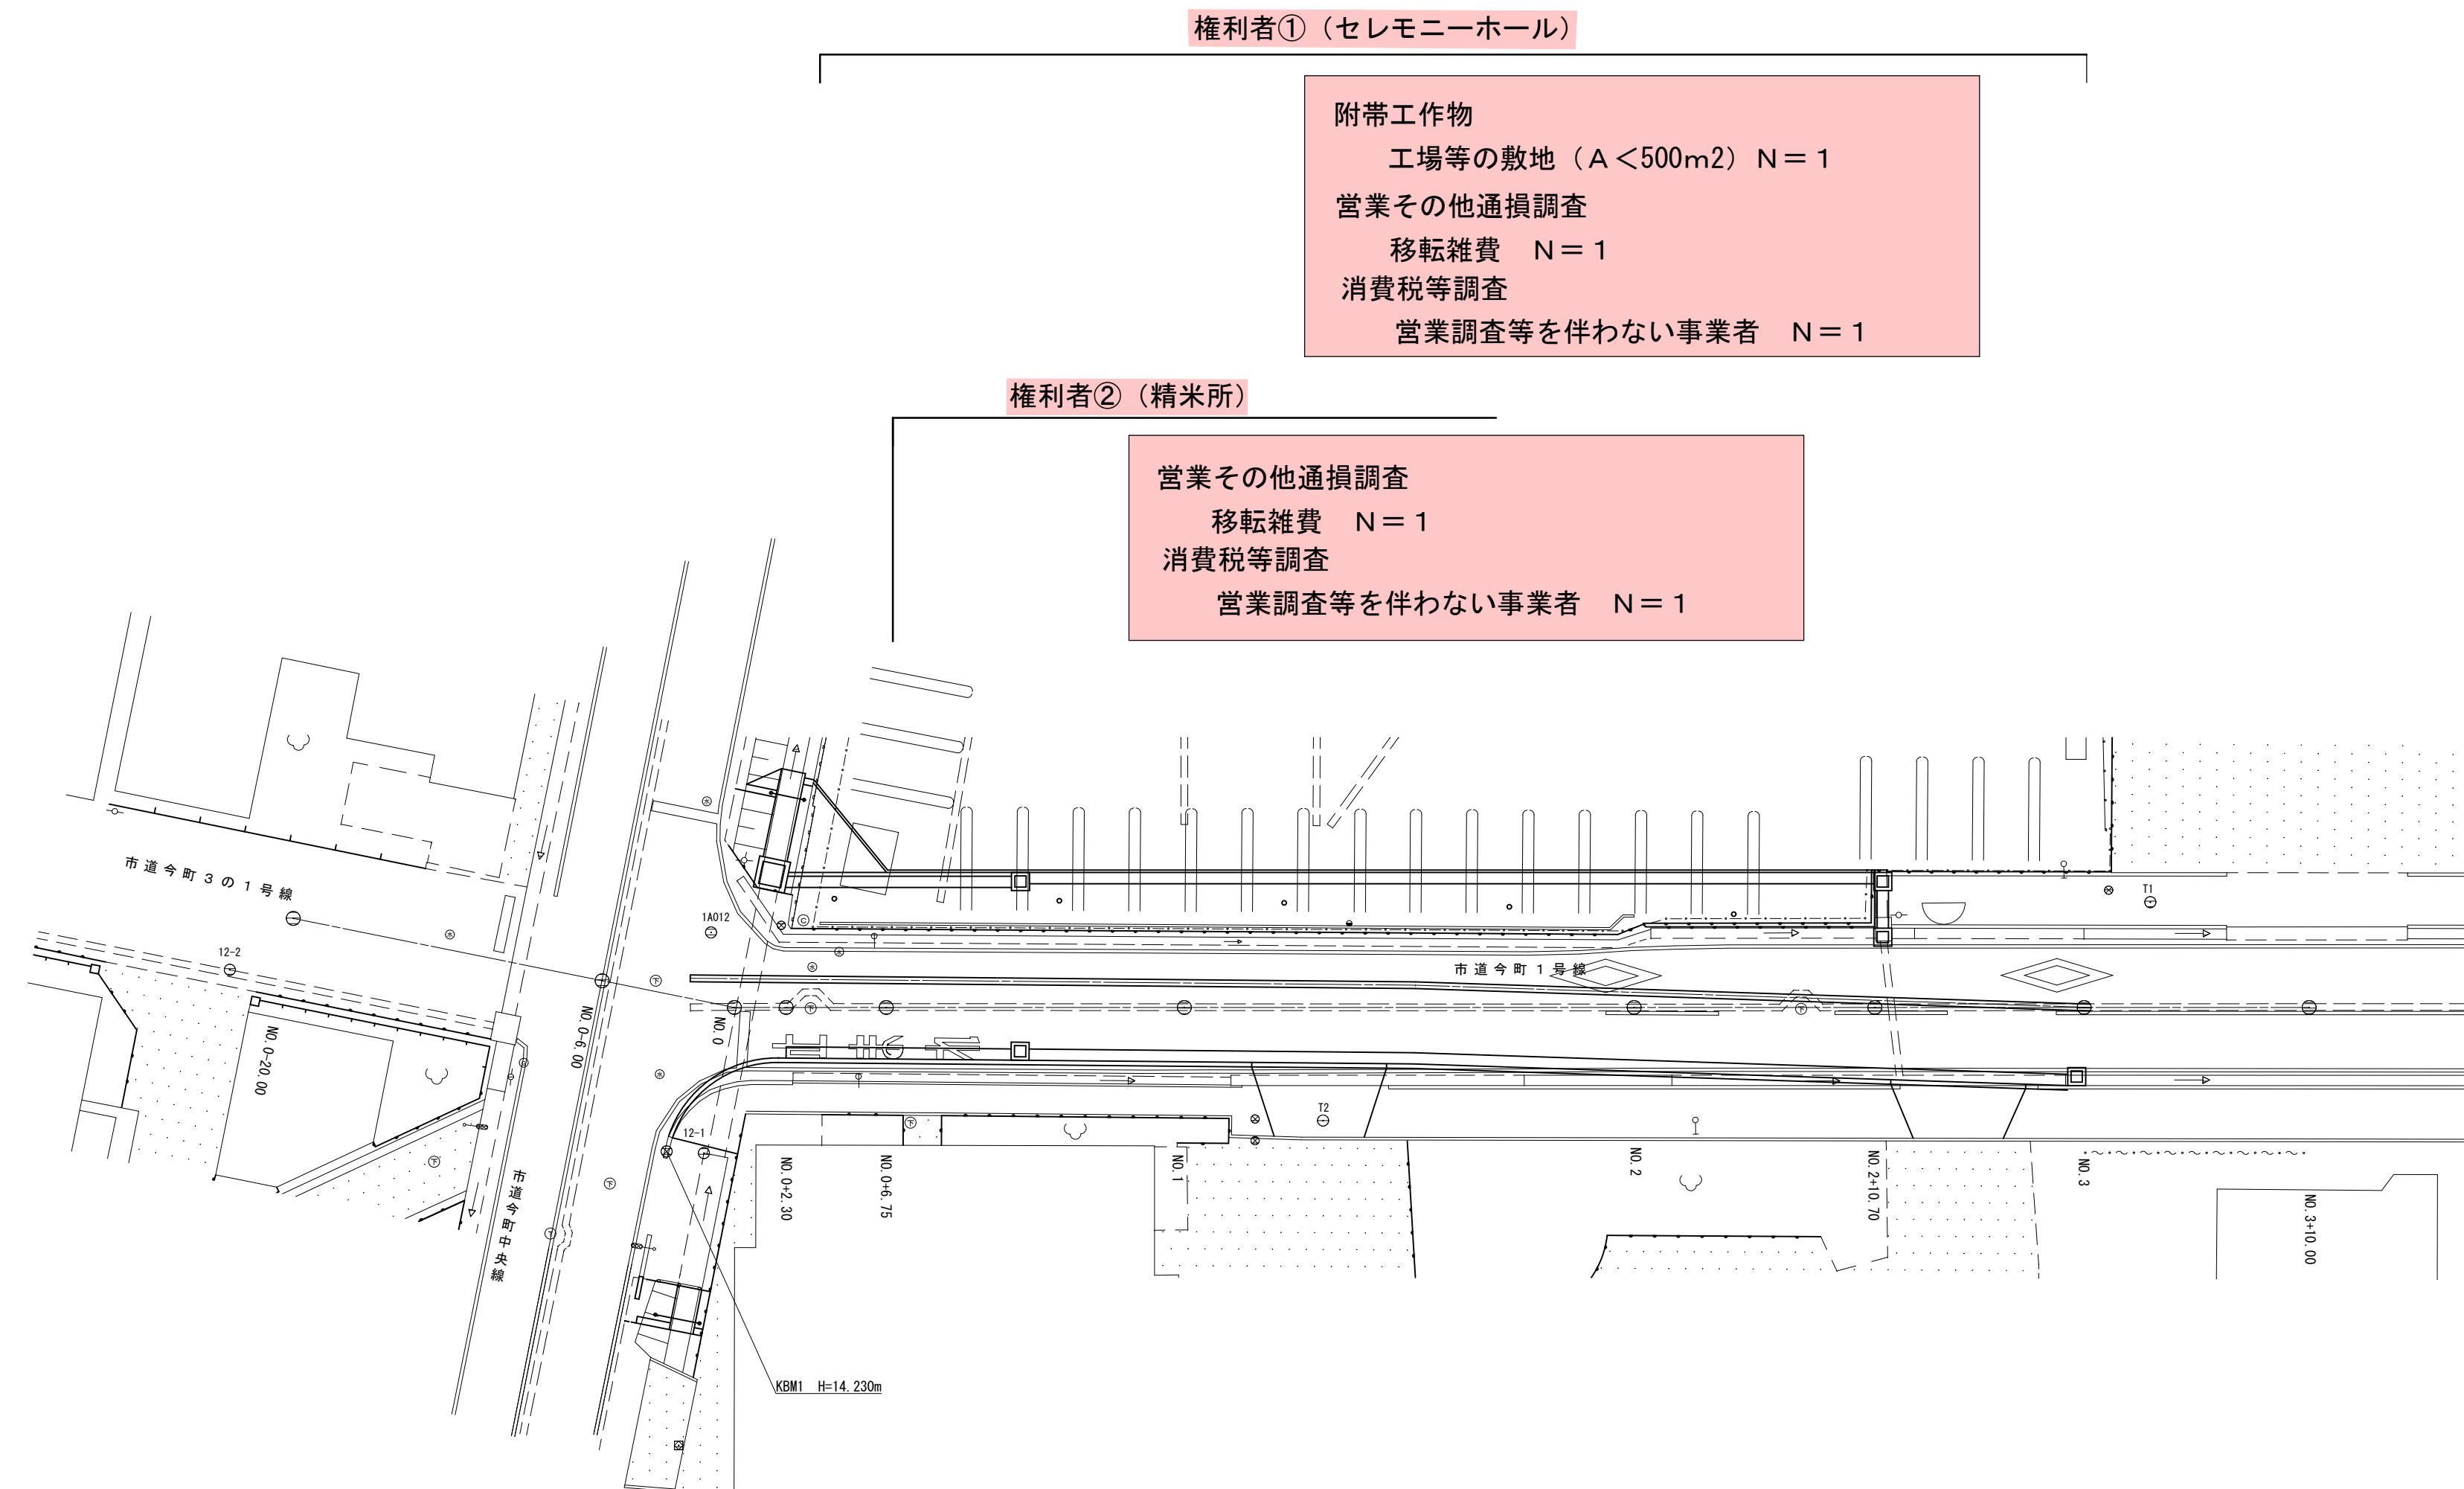 権利者①（セレモニーホール）
附帯工作物
工場等の敷地（Ａ＜500ｍ2）Ｎ＝１
営業その他通損調査
移転雑費　Ｎ＝１
消費税等調査
営業調査等を伴わない事業者　Ｎ＝１
権利者②（精米所）
営業その他通損調査
移転雑費　Ｎ＝１
消費税等調査
営業調査等を伴わない事業者　Ｎ＝１
市道今町３の１号線
12-2
1A012
T1
市道今町１号線
NO.0-20.00
NO.0-6.00
NO.0
止まれ
12-1
T2
NO.0+2.30
NO.0+6.75
NO.1
NO.2
NO.2+10.70
NO.3
NO.3+10.00
市道今町中央線
KBM1　H=14.230m